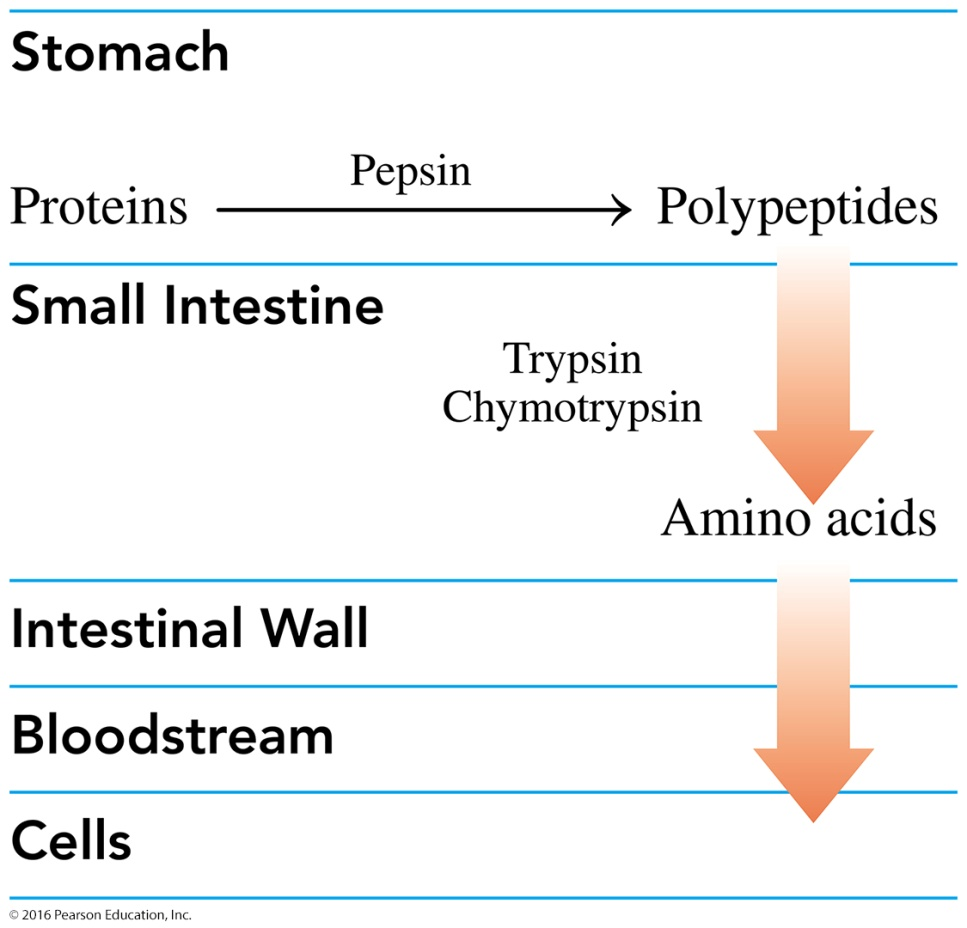 Stomach
Pepsin
Proteins Polypeptides
Small Intestine
Trypsin
Chymotrypsin
Amino acids
Intestinal Wall
Bloodstream
Cells
© 2016 Pearson Education, Inc.